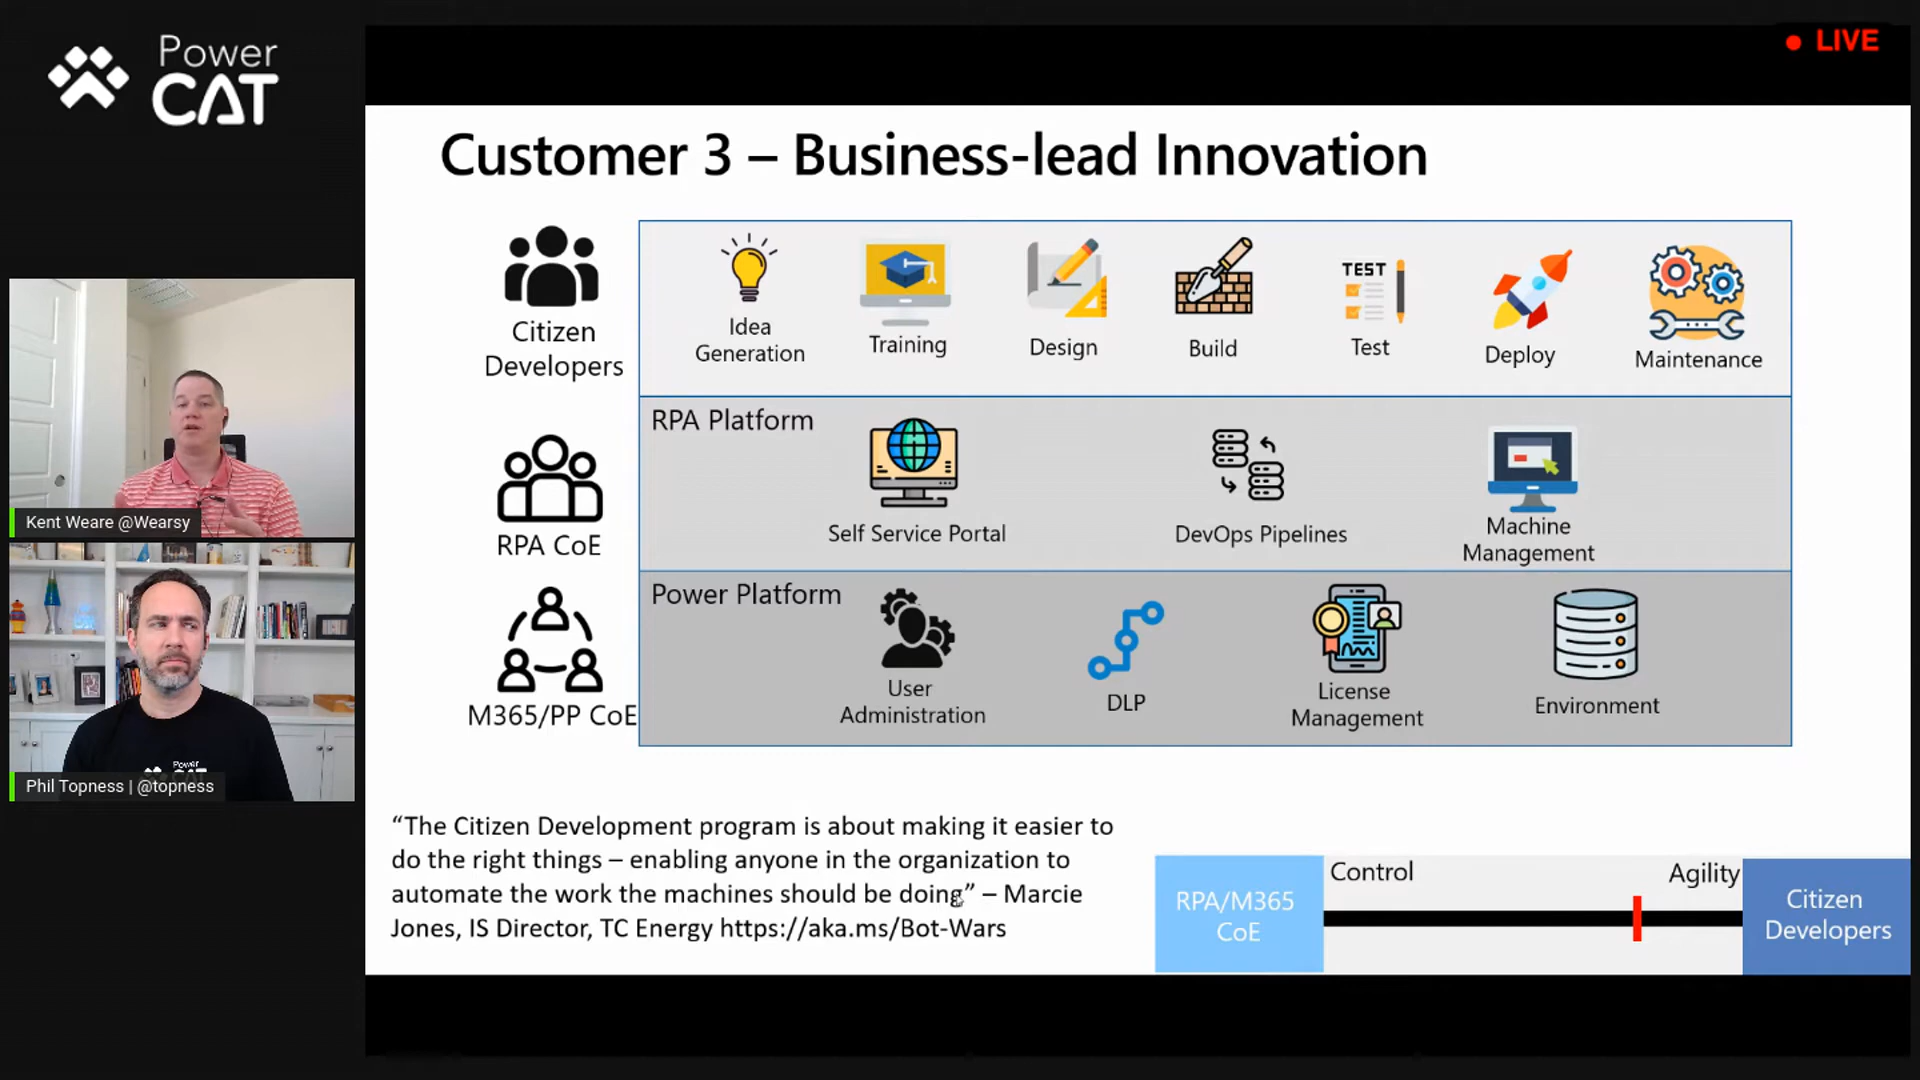 Power
CAT
LIVE
Customer 3 – Business-lead Innovation
Citizen
Developers
Idea
Generation
Training
Design
Build
TEST
Test
Deploy
Maintenance
RPA CoE
RPA Platform
Self Service Portal
DevOps Pipelines
Machine
Management
M365/PP CoE
Power Platform
User
Administration
DLP
License
Management
Environment
Kent Weare @Wearsy
Power
CAT
Phil Topness | @topness
“The Citizen Development program is about making it easier to
do the right things – enabling anyone in the organization to
automate the work the machines should be doing” – Marcie
Jones, IS Director, TC Energy https://aka.ms/Bot-Wars
RPA/M365
CoE
Control
Agility
Citizen
Developers